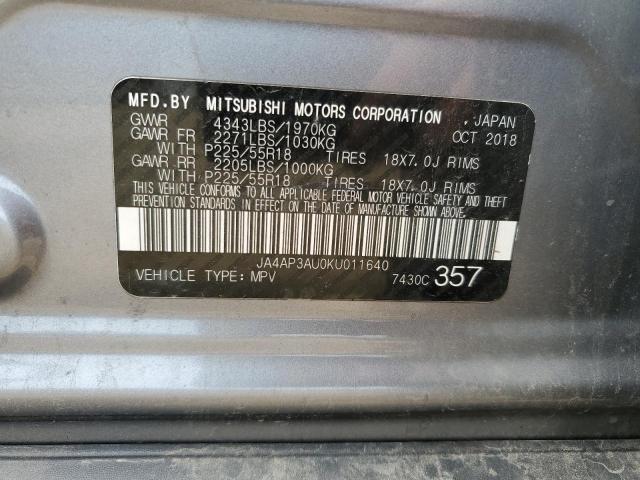 MFD.BY MITSUBISHI MOTORS CORPORATION , JAPAN
GVWR 4343LBS/1970KG OCT 2018
GAWR FR 2271LBS/1030KG
WITH P225/55R18 TIRES 18X7.0J RIMS
GAWR RR 2205LBS/1000KG
WITH P225/55R18 TIRES 18X7.0J RIMS
THIS VEHICLE CONFORMS TO ALL APPLICABLE FEDERAL MOTOR VEHICLE SAFETY AND THEFT
PREVENTION STANDARDS IN EFFECT ON THE DATE OF MANUFACTURE SHOWN ABOVE.
JA4AP3AU0KU011640
VEHICLE TYPE: MPV 7430C 357